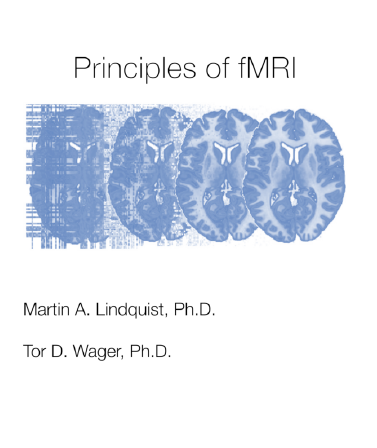 Principles of fMRI
Martin A. Lindquist, Ph.D.
Tor D. Wager, Ph.D.